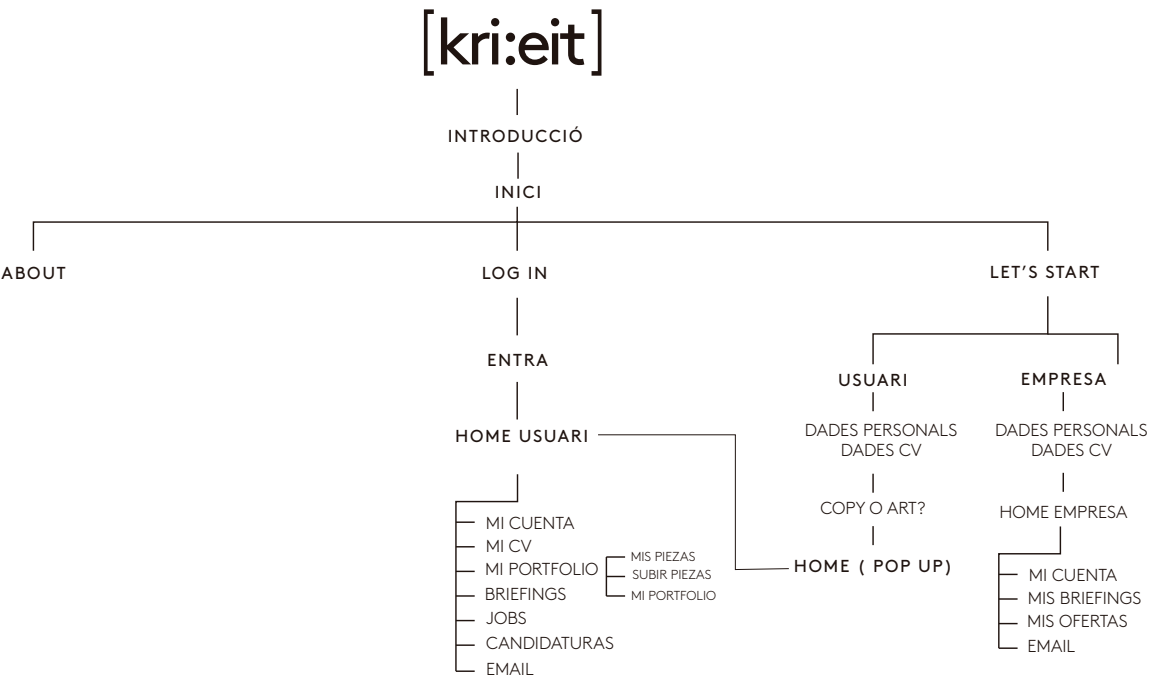 [kri:eit]
INTRODUCCIÓ
INICI
ABOUT
LOG IN
LET'S START
ENTRA
USUARI
EMPRESA
HOME USUARI
DADES PERSONALS
DADES CV
DADES PERSONALS
DADES CV
COPY O ART?
HOME EMPRESA
HOME ( POP UP)
MI CUENTA
MI CV
MI PORTFOLIO
BRIEFINGS
JOBS
CANDIDATURAS
EMAIL
MIS PIEZAS
SUBIR PIEZAS
MI PORTFOLIO
MI CUENTA
MIS BRIEFINGS
MIS OFERTAS
EMAIL